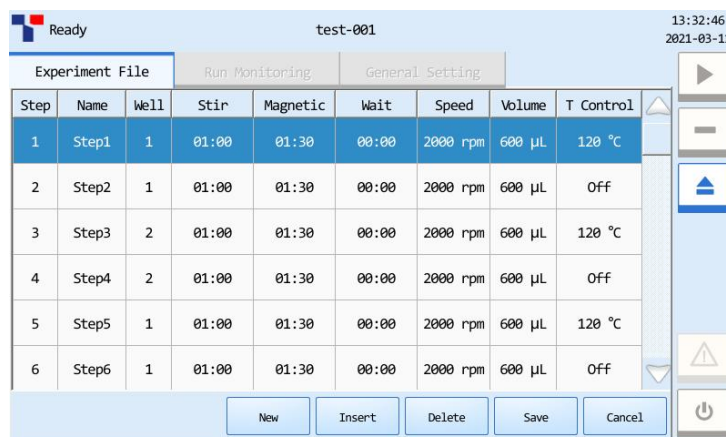 Ready test-001 13:32:46
2021-03-1
Experiment File Run Monitoring General Setting
Step Name Well Stir Magnetic Wait Speed Volume T Control
1 Step1 1 01:00 01:30 00:00 2000 rpm 600 µL 120 °C
2 Step2 1 01:00 01:30 00:00 2000 rpm 600 µL Off
3 Step3 2 01:00 01:30 00:00 2000 rpm 600 µL 120 °C
4 Step4 2 01:00 01:30 00:00 2000 rpm 600 µL Off
5 Step5 1 01:00 01:30 00:00 2000 rpm 600 µL 120 °C
6 Step6 1 01:00 01:30 00:00 2000 rpm 600 µL Off
New Insert Delete Save Cancel